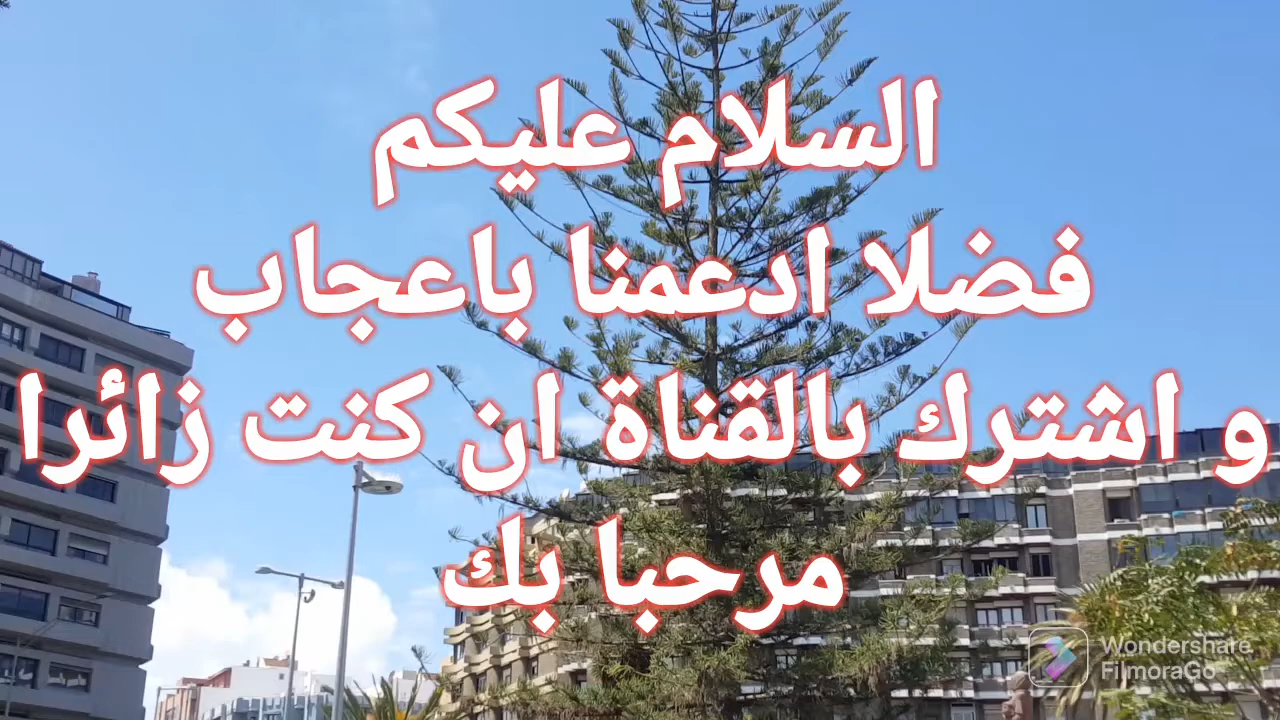 السلام عليكم
فضلا ادعمنا باعجاب
و اشترك بالقناة ان كنت زائرا
مرحبا بك
Wondershare
FilmoraGo